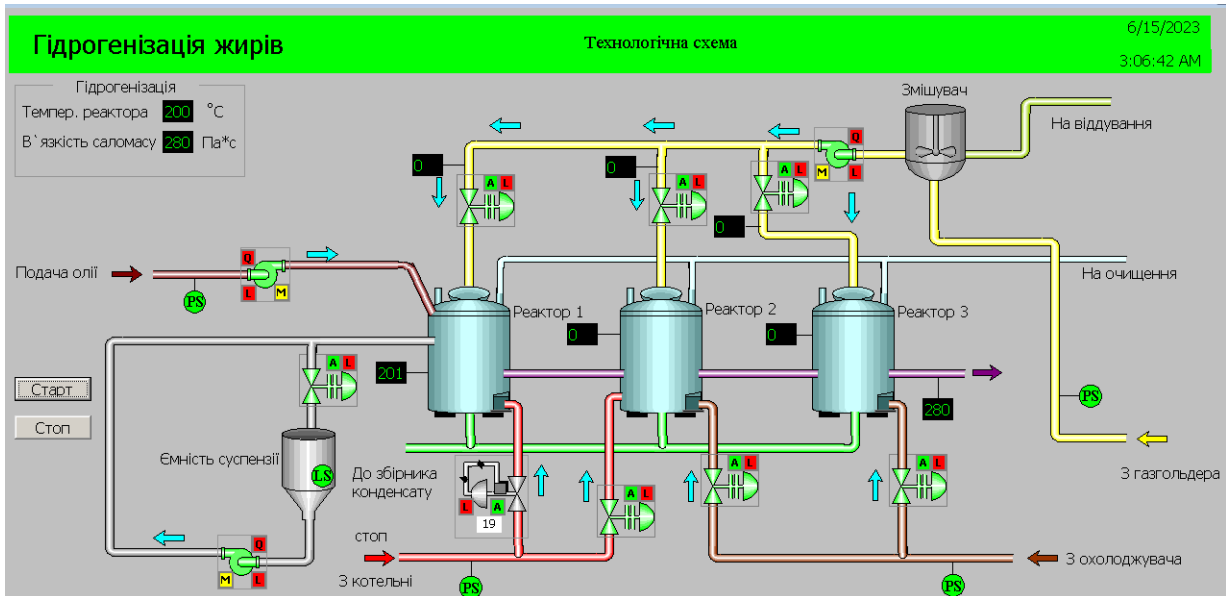 Гідрогенізація жирів
Технологічна схема
6/15/2023
3:06:42 AM
Гідрогенізація
Темпер. реактора 200 °C
В`язкість саломасу 280 Па*с
Змішувач
На віддування
Q
M
L
0
0
0
A L
A L
A L
Подача олії
PS
Q
L
M
На очищення
Реактор 1
Реактор 2
Реактор 3
0
0
201
280
A L
PS
Старт
Стоп
Ємність суспензії
LS
До збірника
конденсату
L
A
19
A L
A L
A L
З газгольдера
стоп
З котельні
PS
З охолоджувача
PS
Q
M
L